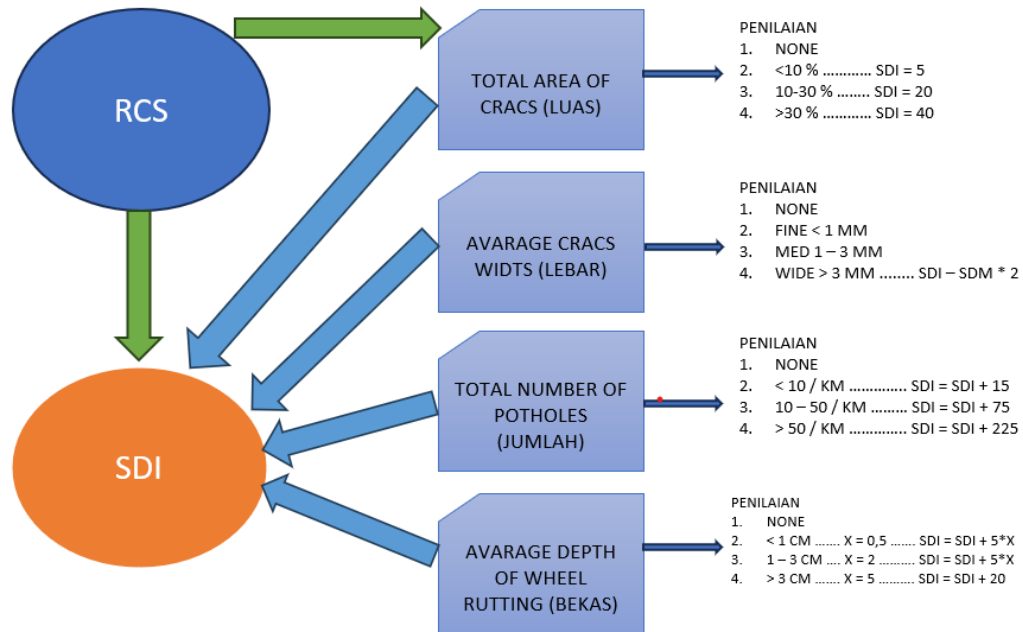 RCS
TOTAL AREA OF
CRACS (LUAS)
PENILAIAN
1. NONE
2. <10 % ............ SDI = 5
3. 10-30 % ........ SDI = 20
4. >30 % ............ SDI = 40
AVARAGE CRACS
WIDTS (LEBAR)
PENILAIAN
1. NONE
2. FINE < 1 MM
3. MED 1 – 3 MM
4. WIDE > 3 MM ........ SDI – SDM * 2
TOTAL NUMBER OF
POTHOLES
(JUMLAH)
PENILAIAN
1. NONE
2. < 10 / KM .............. SDI = SDI + 15
3. 10 – 50 / KM ......... SDI = SDI + 75
4. > 50 / KM .............. SDI = SDI + 225
SDI
AVARAGE DEPTH
OF WHEEL
RUTTING (BEKAS)
PENILAIAN
1. NONE
2. < 1 CM ....... X = 0,5 ....... SDI = SDI + 5*X
3. 1 – 3 CM .... X = 2 .......... SDI = SDI + 5*X
4. > 3 CM ....... X = 5 .......... SDI = SDI + 20